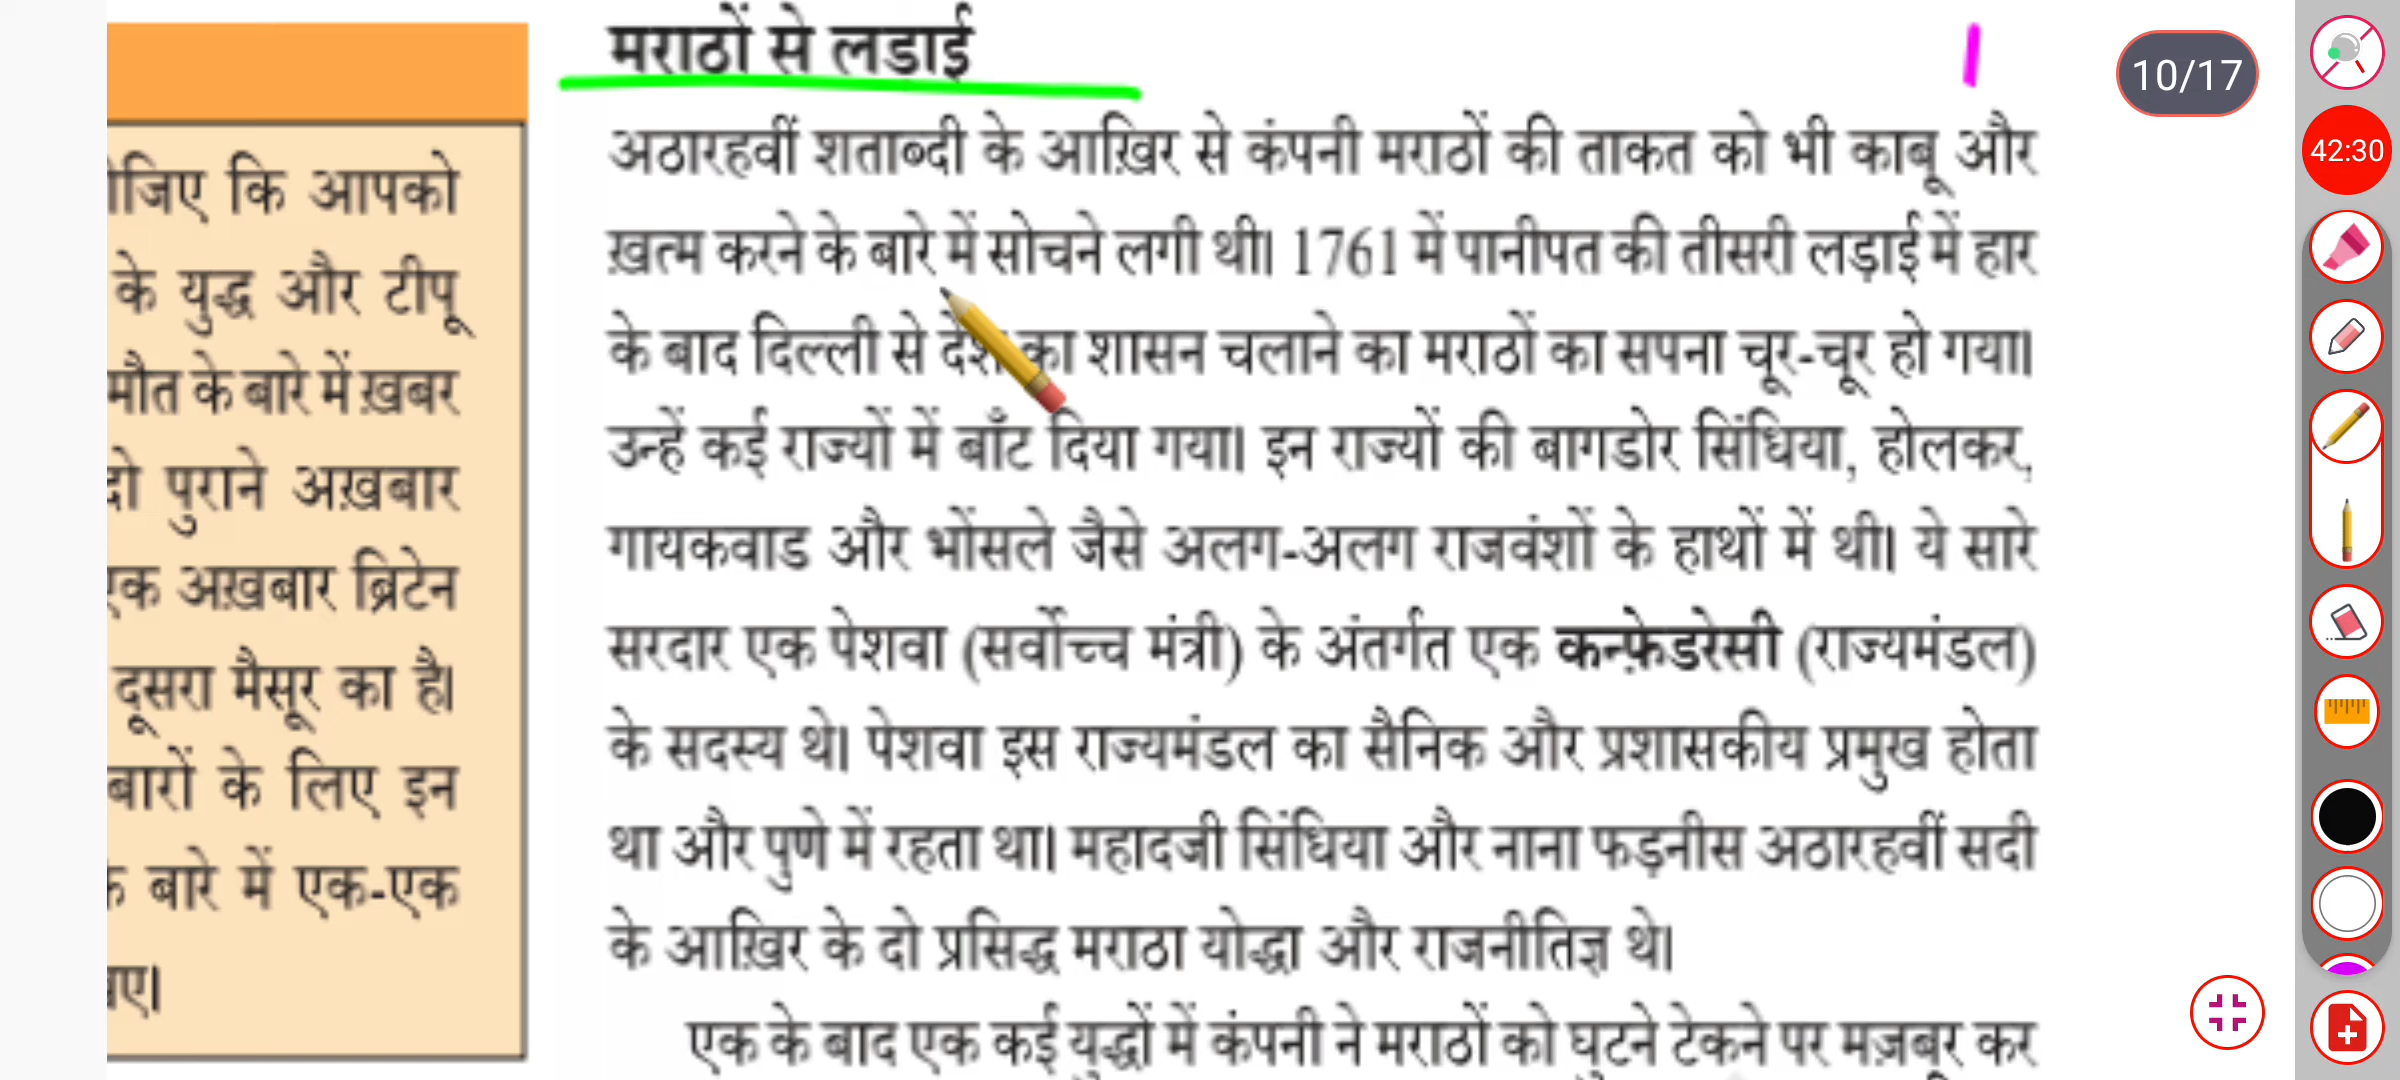 मराठों से लडाई
अठारहवीं शताब्दी के आख़िर से कंपनी मराठों की ताकत को भी काबू और
ख़त्म करने के बारे में सोचने लगी थी। 1761 में पानीपत की तीसरी लड़ाई में हार
के बाद दिल्ली से देश का शासन चलाने का मराठों का सपना चूर-चूर हो गया।
उन्हें कई राज्यों में बाँट दिया गया। इन राज्यों की बागडोर सिंधिया, होलकर,
गायकवाड और भोंसले जैसे अलग-अलग राजवंशों के हाथों में थी। ये सारे
सरदार एक पेशवा (सर्वोच्च मंत्री) के अंतर्गत एक कन्फ़ेडरेसी (राज्यमंडल)
के सदस्य थे। पेशवा इस राज्यमंडल का सैनिक और प्रशासकीय प्रमुख होता
था और पुणे में रहता था। महादजी सिंधिया और नाना फड़नीस अठारहवीं सदी
के आख़िर के दो प्रसिद्ध मराठा योद्धा और राजनीतिज्ञ थे।
एक के बाद एक कई युद्धों में कंपनी ने मराठों को घुटने टेकने पर मज़बूर कर
कि आपको
के युद्ध और टीपू
मौत के बारे में ख़बर
पुराने अख़बार
अख़बार ब्रिटेन
दूसरा मैसूर का है।
के लिए इन
बारे में एक-एक
10/17
42:30